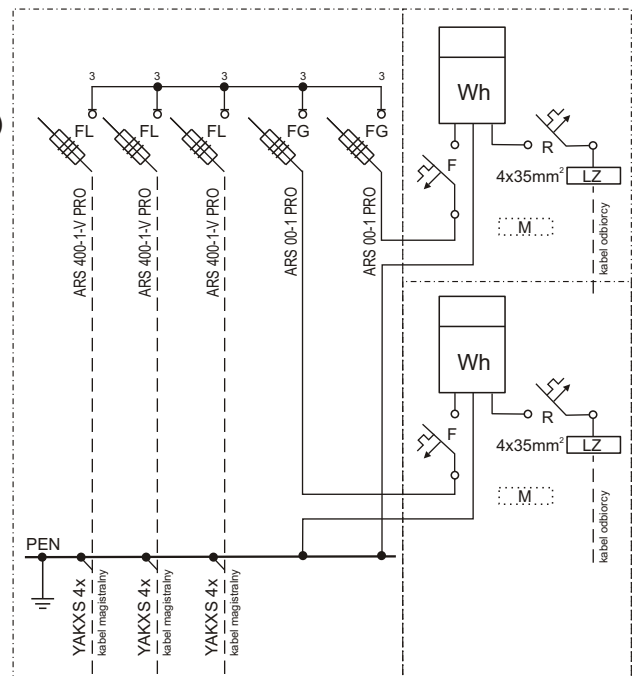 )
3 3 3 3 3
FL FL FL FG FG
ARS 400-1-V PRO
ARS 400-1-V PRO
ARS 400-1-V PRO
ARS 00-1 PRO
ARS 00-1 PRO
Wh
F
R
4x35mm²
LZ
M
kabel odbiorcy
Wh
F
R
4x35mm²
LZ
M
kabel odbiorcy
PEN
YAKXS 4x
kabel magistralny
YAKXS 4x
kabel magistralny
YAKXS 4x
kabel magistralny